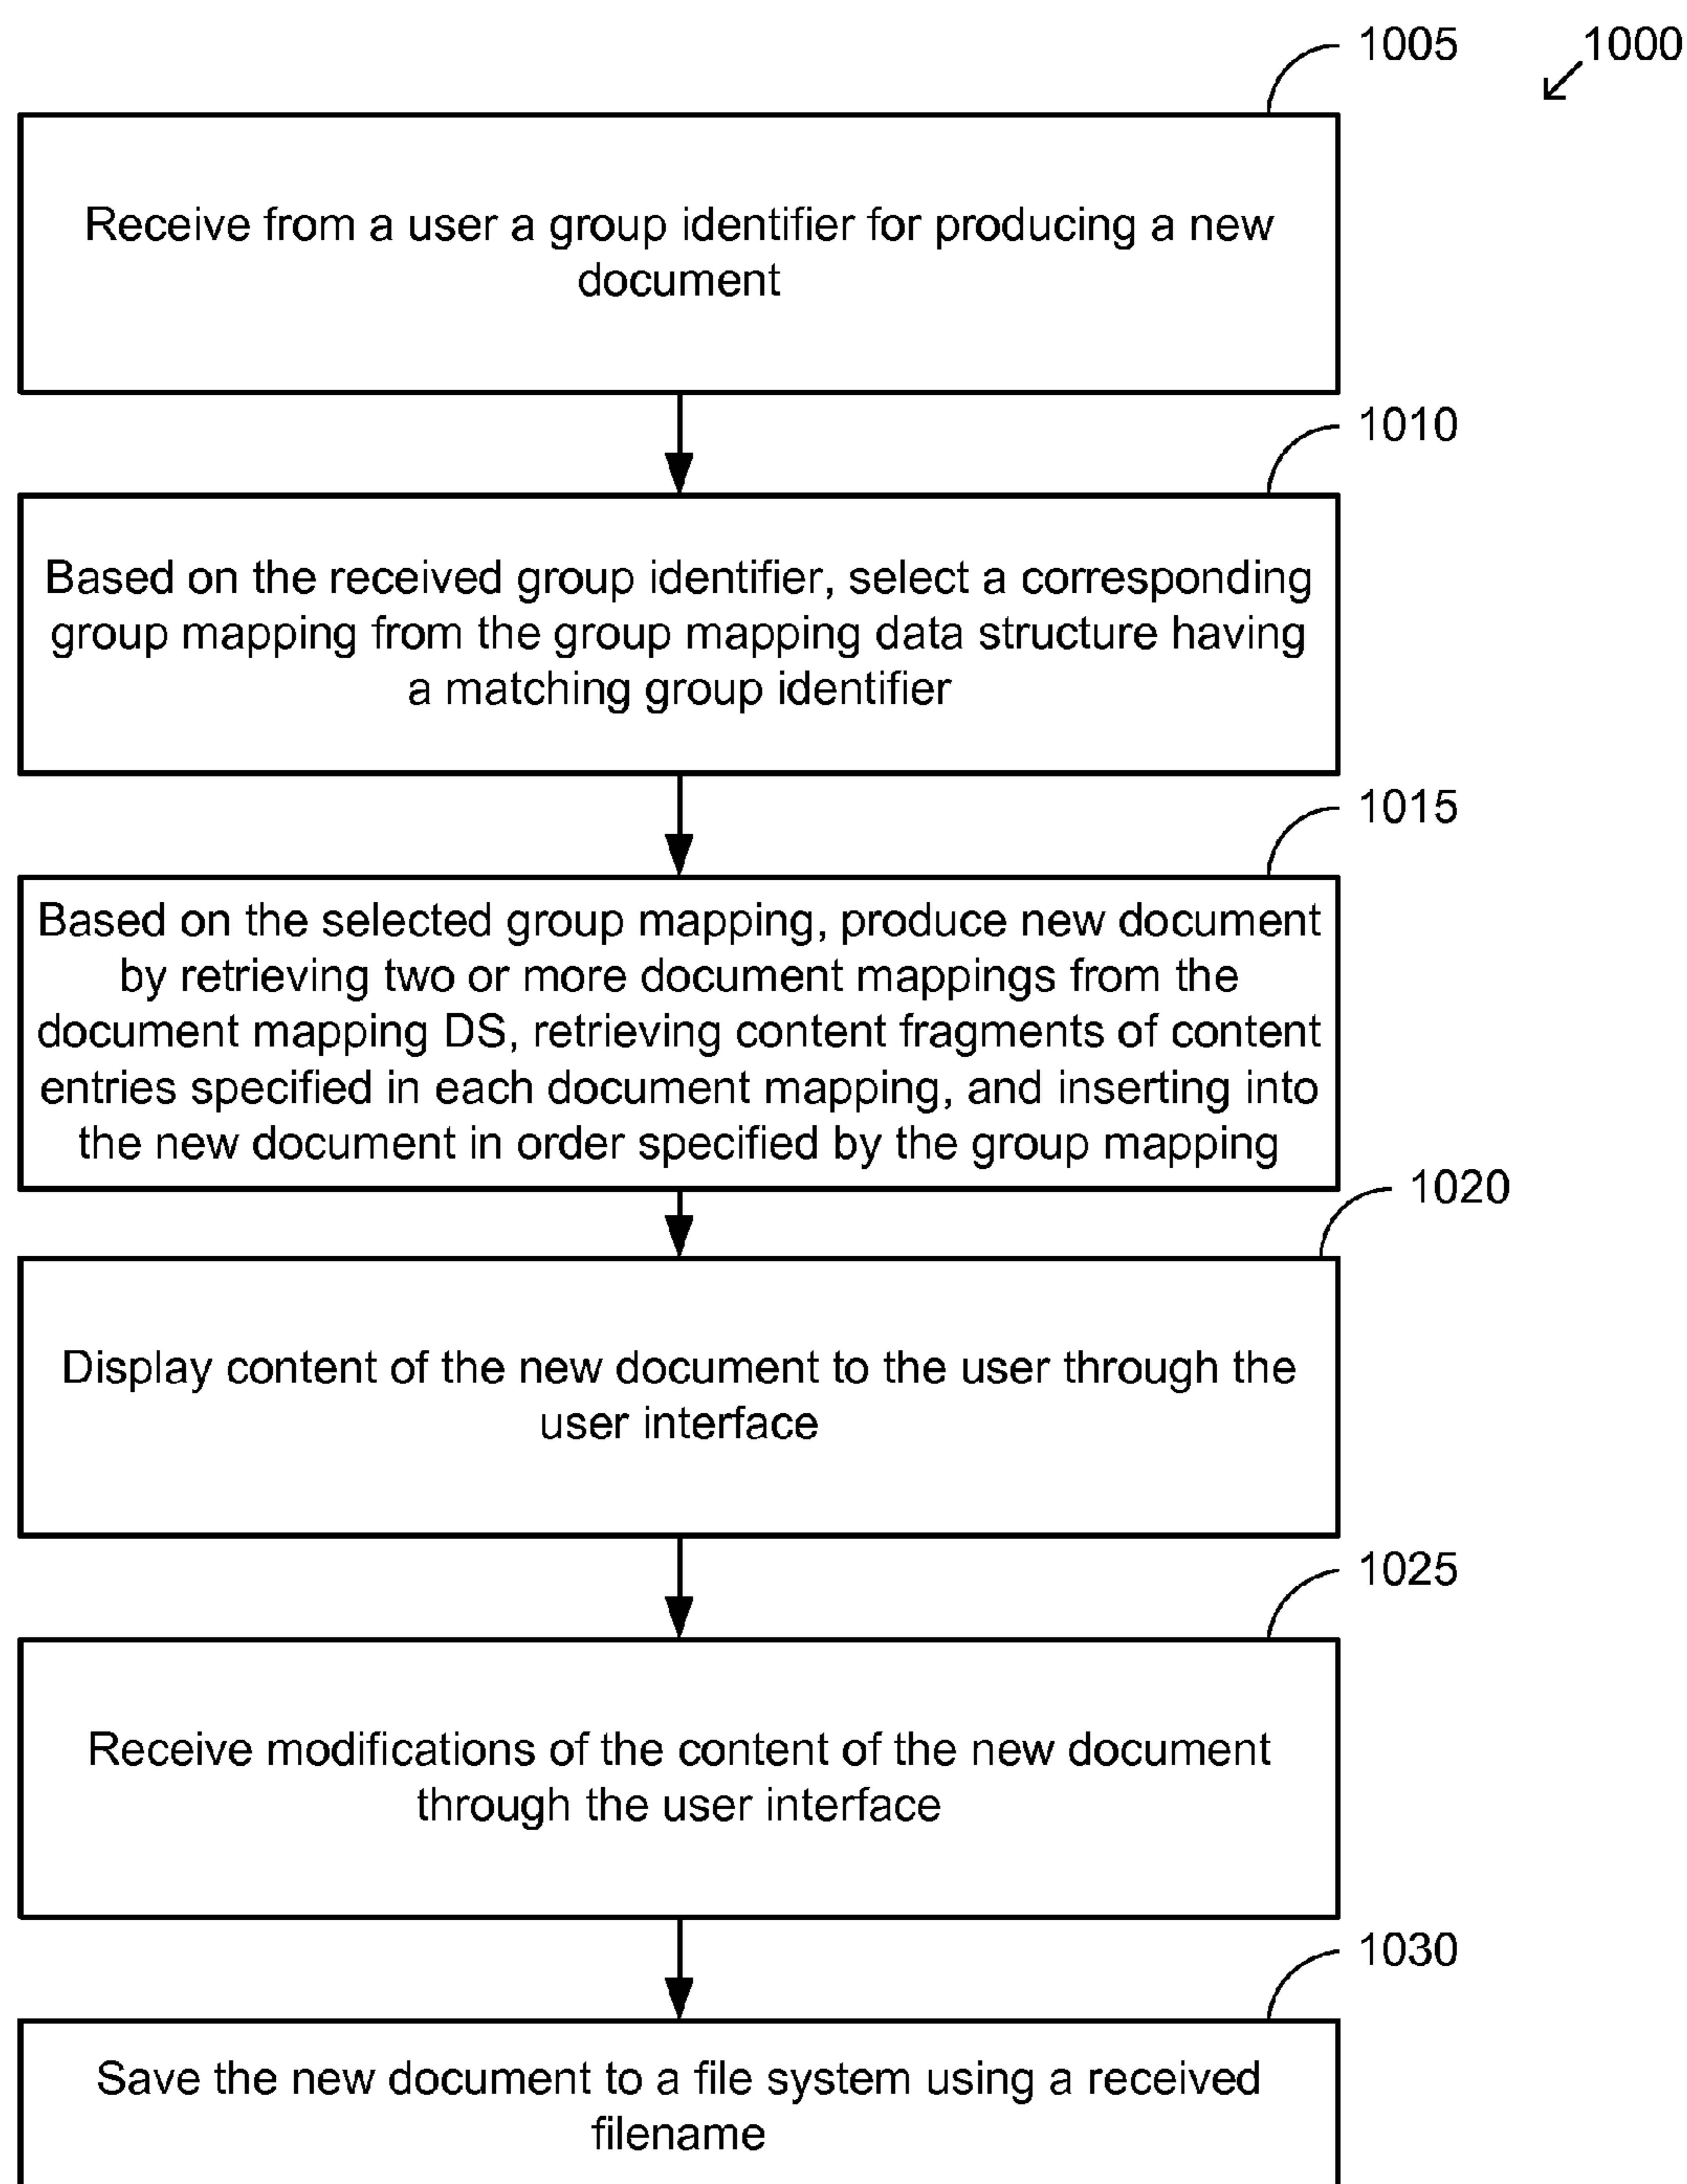 1005
1000
Receive from a user a group identifier for producing a new
document
1010
Based on the received group identifier, select a corresponding
group mapping from the group mapping data structure having
a matching group identifier
1015
Based on the selected group mapping, produce new document
by retrieving two or more document mappings from the
document mapping DS, retrieving content fragments of content
entries specified in each document mapping, and inserting into
the new document in order specified by the group mapping
1020
Display content of the new document to the user through the
user interface
1025
Receive modifications of the content of the new document
through the user interface
1030
Save the new document to a file system using a received
filename